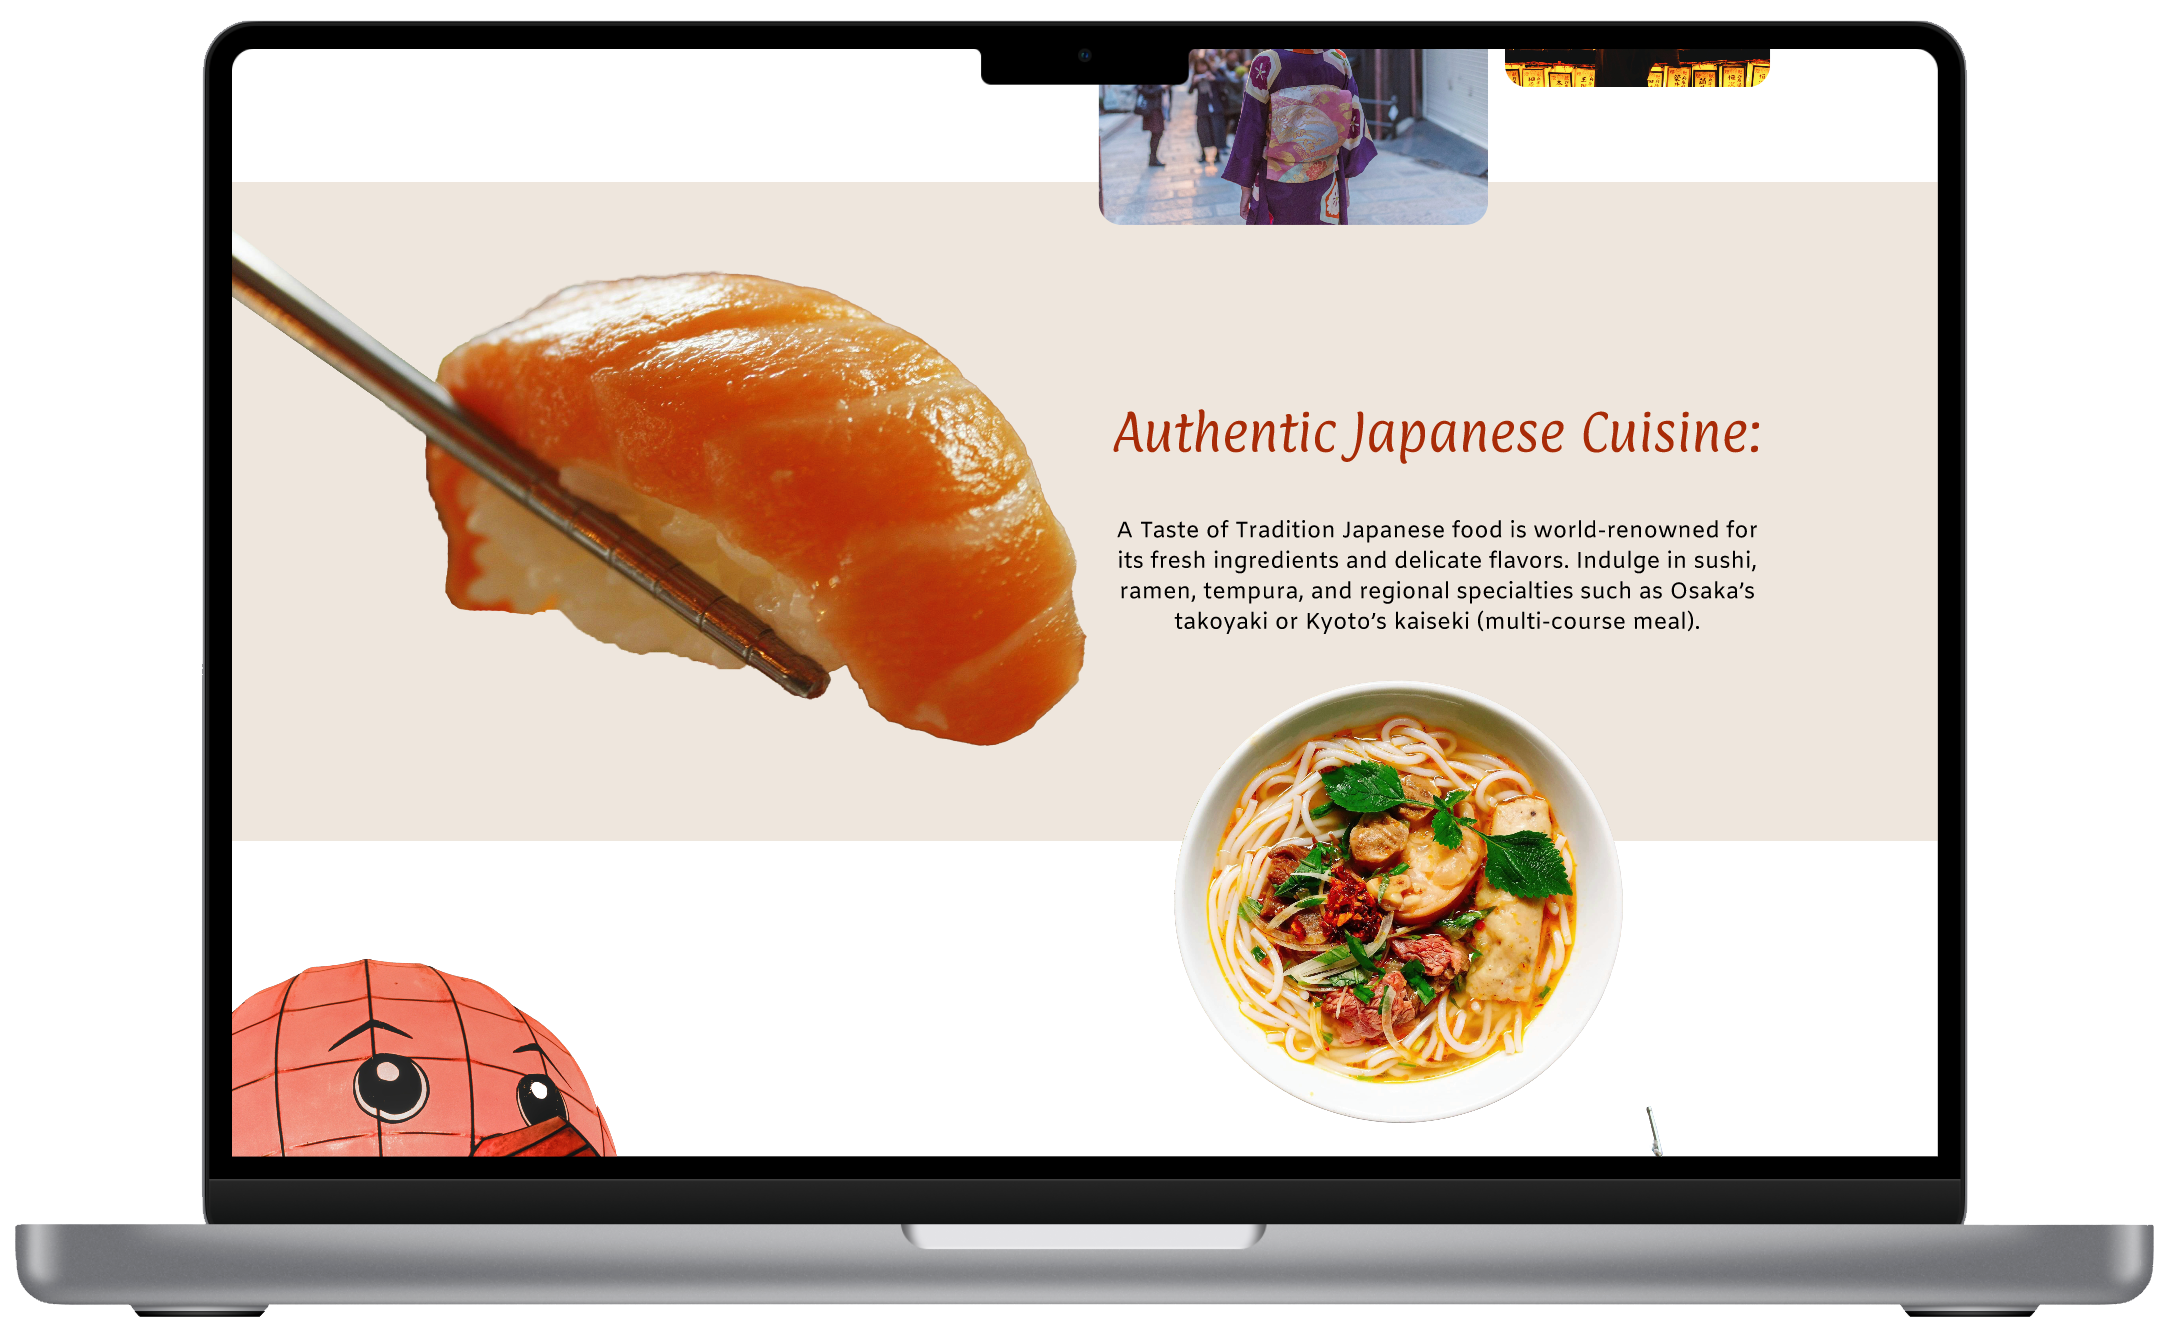 Authentic Japanese Cuisine:
A Taste of Tradition Japanese food is world-renowned for
its fresh ingredients and delicate flavors. Indulge in sushi,
ramen, tempura, and regional specialties such as Osaka’s
takoyaki or Kyoto’s kaiseki (multi-course meal).